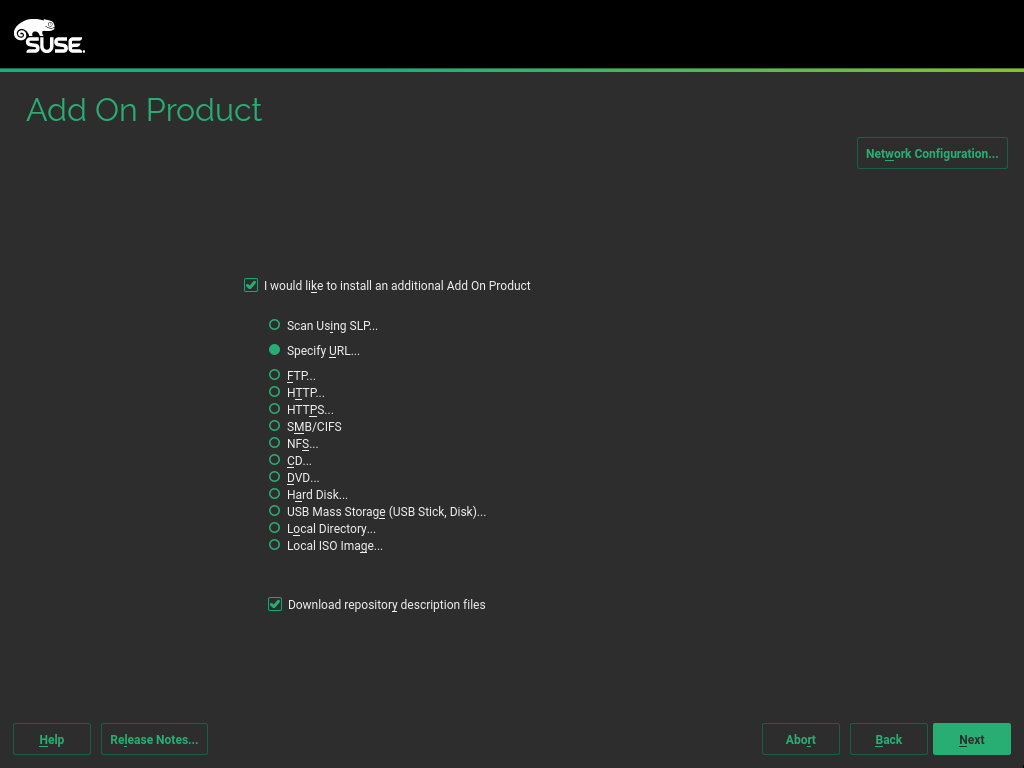 SUSE.
Add On Product
Network Configuration...
I would like to install an additional Add On Product
Scan Using SLP...
Specify URL...
FTP...
HTTP...
HTTPS...
SMB/CIFS
NFS...
CD...
DVD...
Hard Disk...
USB Mass Storage (USB Stick, Disk)...
Local Directory...
Local ISO Image...
Download repository description files
Help
Release Notes...
Abort
Back
Next